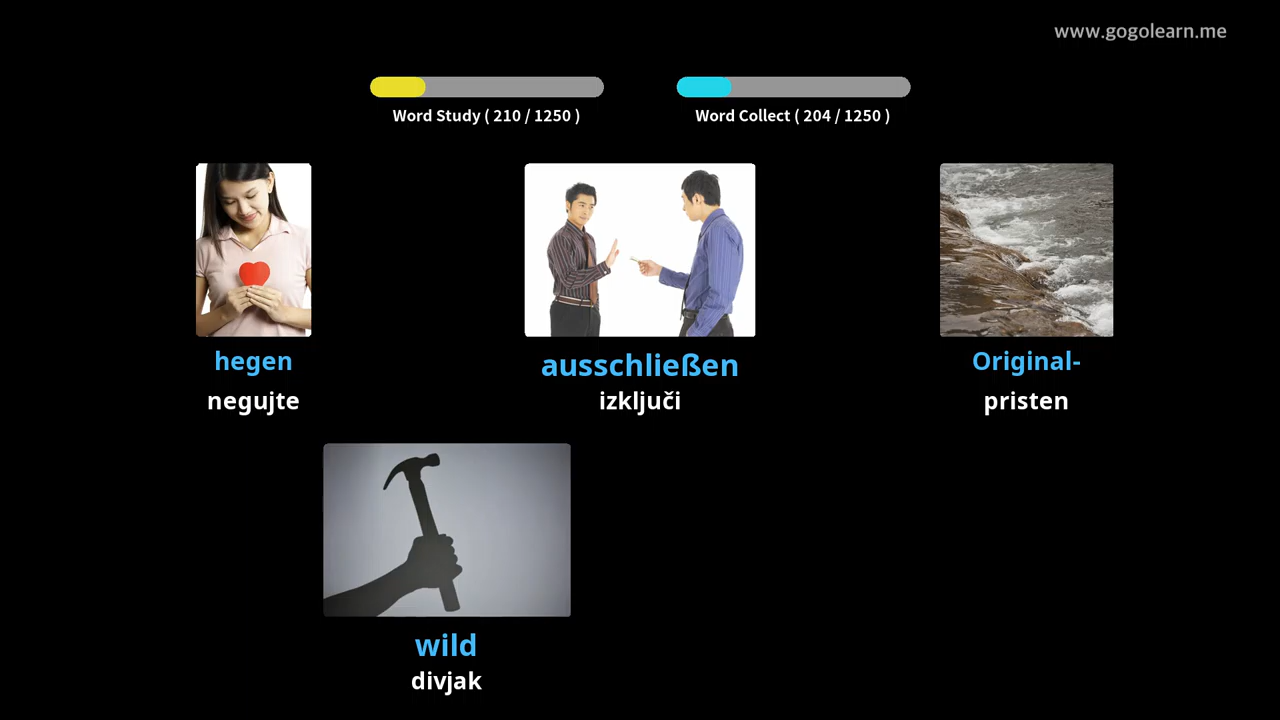 www.gogolearn.me
Word Study ( 210 / 1250 )
Word Collect ( 204 / 1250 )
hegen
negujte
ausschließen
izključi
Original-
pristen
wild
divjak